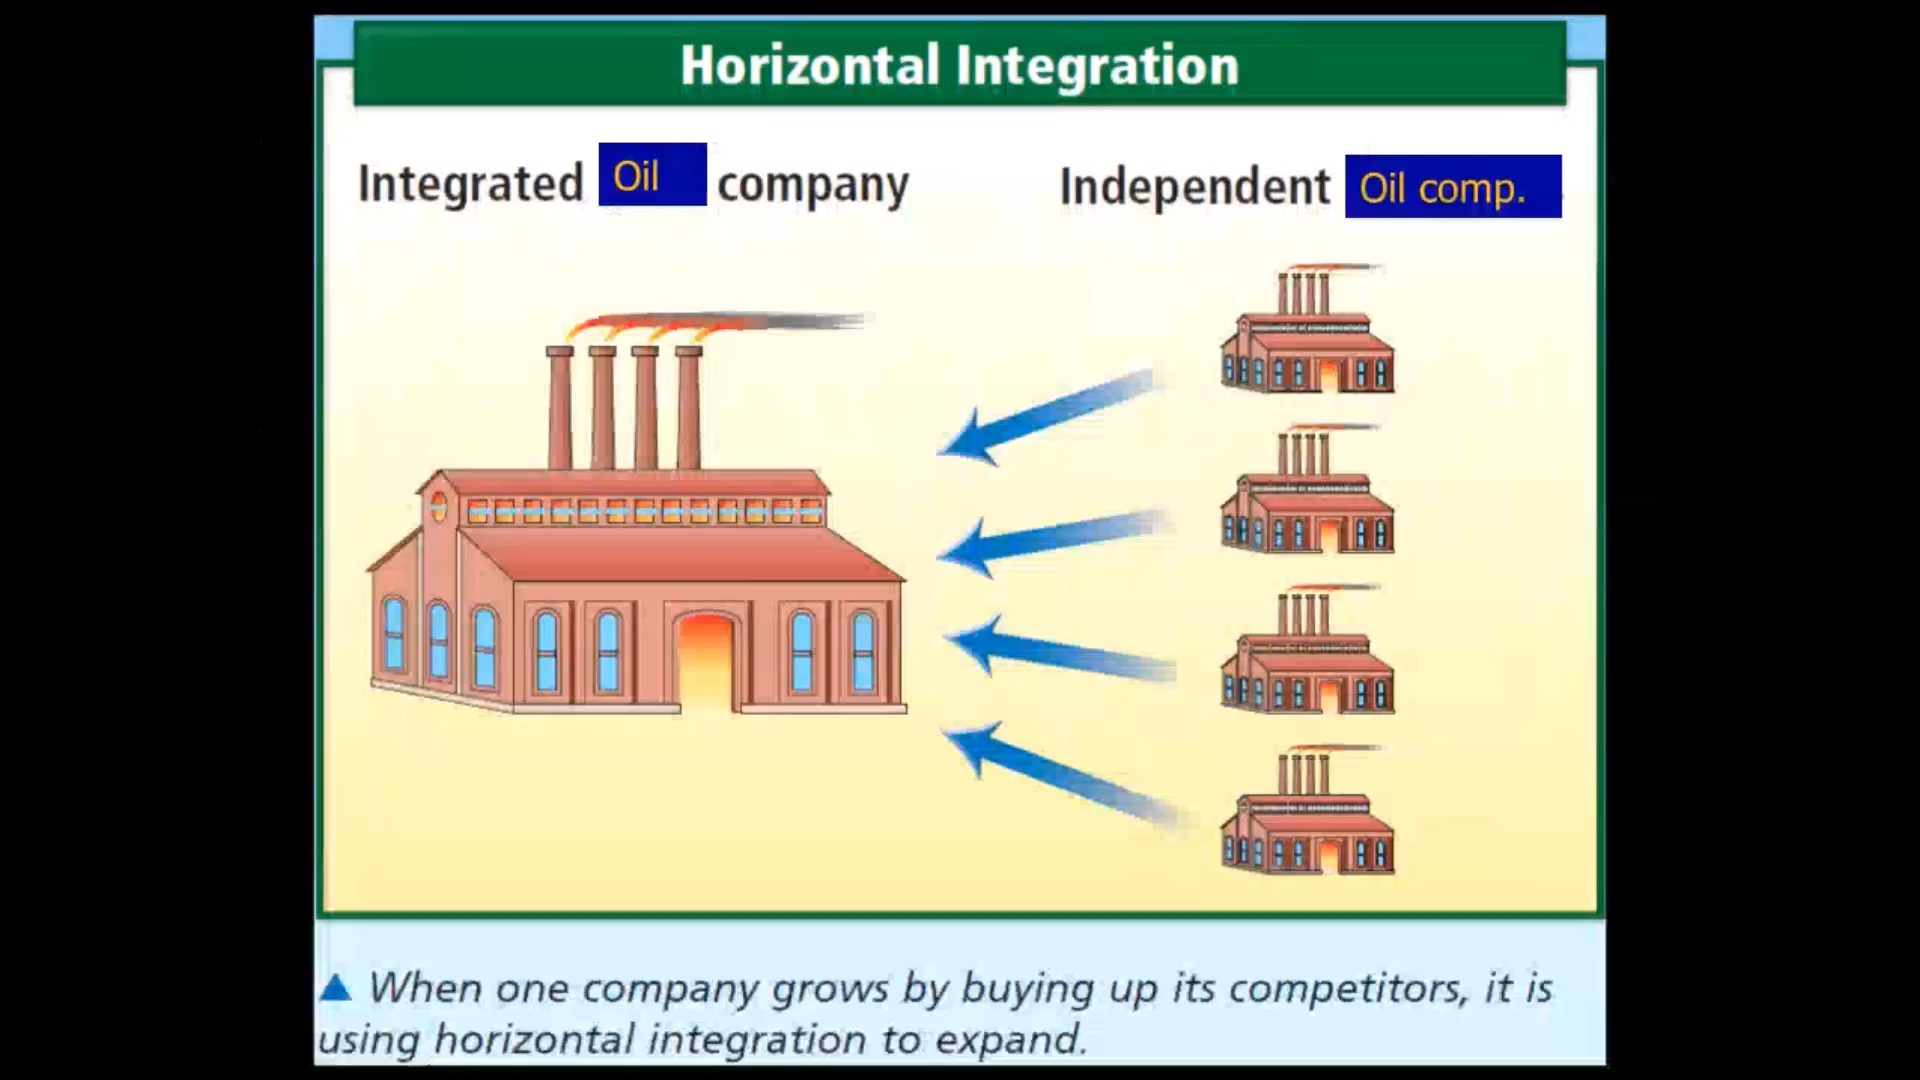 Horizontal Integration
Integrated Oil company
Independent Oil comp.
When one company grows by buying up its competitors, it is
using horizontal integration to expand.